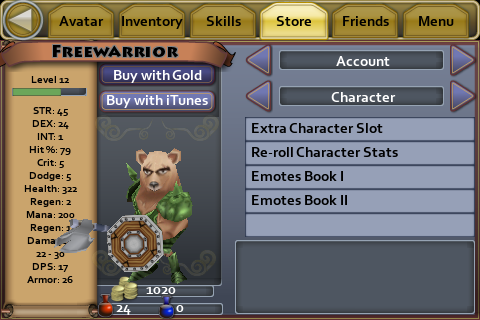 Avatar Inventory Skills Store Friends Menu
Freewarrior
Level 12
STR: 45
DEX: 24
INT: 1
Hit %: 79
Crit: 5
Dodge: 5
Health: 322
Regen: 2
Mana: 200
Regen:
Dama
22 - 30
DPS: 17
Armor: 26
Buy with Gold
Buy with iTunes
1020
24 0
Account
Character
Extra Character Slot
Re-roll Character Stats
Emotes Book I
Emotes Book II